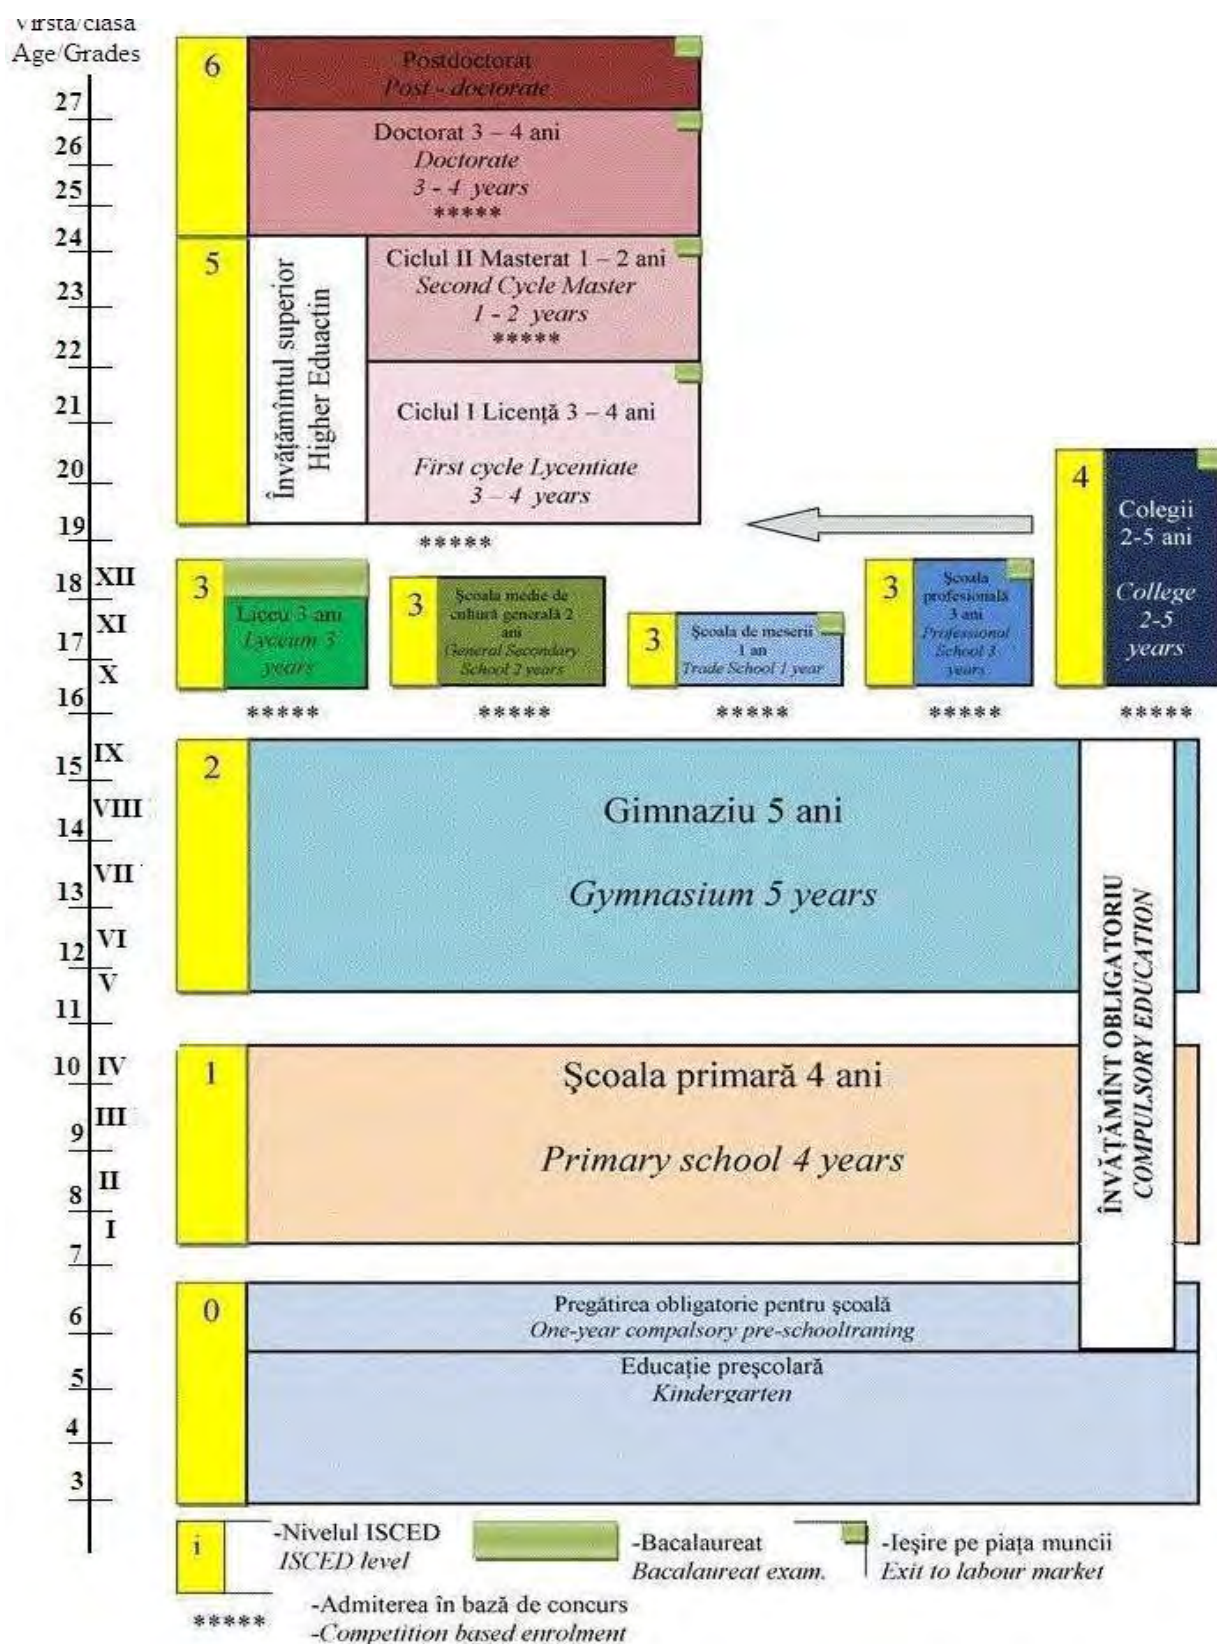 Vîrsta/clasa
Age/Grades
27
26
25
24
23
22
21
20
19
18 XII
XI
17
X
16
IX
15
VIII
14
VII
13
VI
12
V
11
10 IV
III
9
II
8
I
7
6
5
4
3
6
Postdoctorat
Post - doctorate
Doctorat 3 – 4 ani
Doctorate
3 - 4 years
*****
5
Învățămîntul superior
Higher Eduactin
Ciclul II Masterat 1 – 2 ani
Second Cycle Master
1 - 2 years
*****
Ciclul I Licență 3 – 4 ani
First cycle Lycentiate
3 – 4 years
*****
3
Liceu 3 ani
Lyceum 3
years
*****
3
Şcoala medie de
cultură generală 2
ani
General Secondary
School 2 years
*****
3
Şcoala de meserii
1 an
Trade School 1 year
*****
3
Şcoala
profesională
3 ani
Professional
School 3
years
*****
4
Colegii
2-5 ani
College
2-5
years
*****
2
Gimnaziu 5 ani
Gymnasium 5 years
1
Şcoala primară 4 ani
Primary school 4 years
ÎNVĂȚĂMÎNT OBLIGATORIU
COMPULSORY EDUCATION
0
Pregătirea obligatorie pentru şcoală
One-year compalsory pre-schooltraning
Educație preşcolară
Kindergarten
i
-Nivelul ISCED
ISCED level
-Bacalaureat
Bacalaureat exam.
-Ieşire pe piața muncii
Exit to labour market
*****
-Admiterea în bază de concurs
-Competition based enrolment